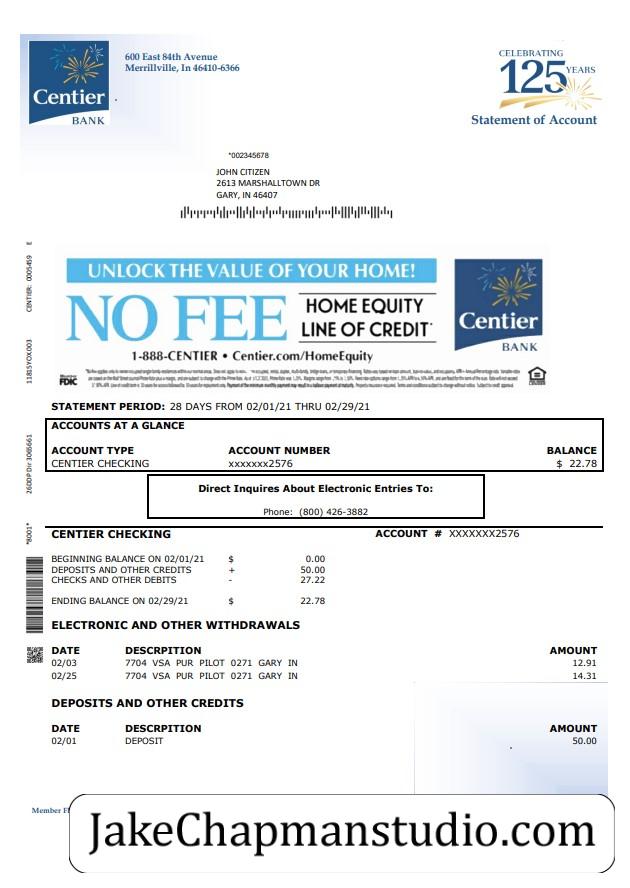 Centier
BANK
600 East 84th Avenue
Merrillville, In 46410-6366
CELEBRATING
125 YEARS
Statement of Account
*002345678
JOHN CITIZEN
2613 MARSHALLTOWN DR
GARY, IN 46407
CENTIER: 0005459 E
11815YOX.003
260DP Dir 3065661
*8001*
UNLOCK THE VALUE OF YOUR HOME!
NO FEE
HOME EQUITY
LINE OF CREDIT*
1-888-CENTIER • Centier.com/HomeEquity
Centier
BANK
Member
FDIC
STATEMENT PERIOD: 28 DAYS FROM 02/01/21 THRU 02/29/21
ACCOUNTS AT A GLANCE
ACCOUNT TYPE ACCOUNT NUMBER BALANCE
CENTIER CHECKING xxxxxxx2576 $ 22.78
Direct Inquires About Electronic Entries To:
Phone: (800) 426-3882
CENTIER CHECKING ACCOUNT # XXXXXXX2576
BEGINNING BALANCE ON 02/01/21 $ 0.00
DEPOSITS AND OTHER CREDITS + 50.00
CHECKS AND OTHER DEBITS - 27.22
ENDING BALANCE ON 02/29/21 $ 22.78
ELECTRONIC AND OTHER WITHDRAWALS
DATE DESCRPITION AMOUNT
02/03 7704 VSA PUR PILOT 0271 GARY IN 12.91
02/25 7704 VSA PUR PILOT 0271 GARY IN 14.31
DEPOSITS AND OTHER CREDITS
DATE DESCRPITION AMOUNT
02/01 DEPOSIT 50.00
Member
JakeChapmanstudio.com